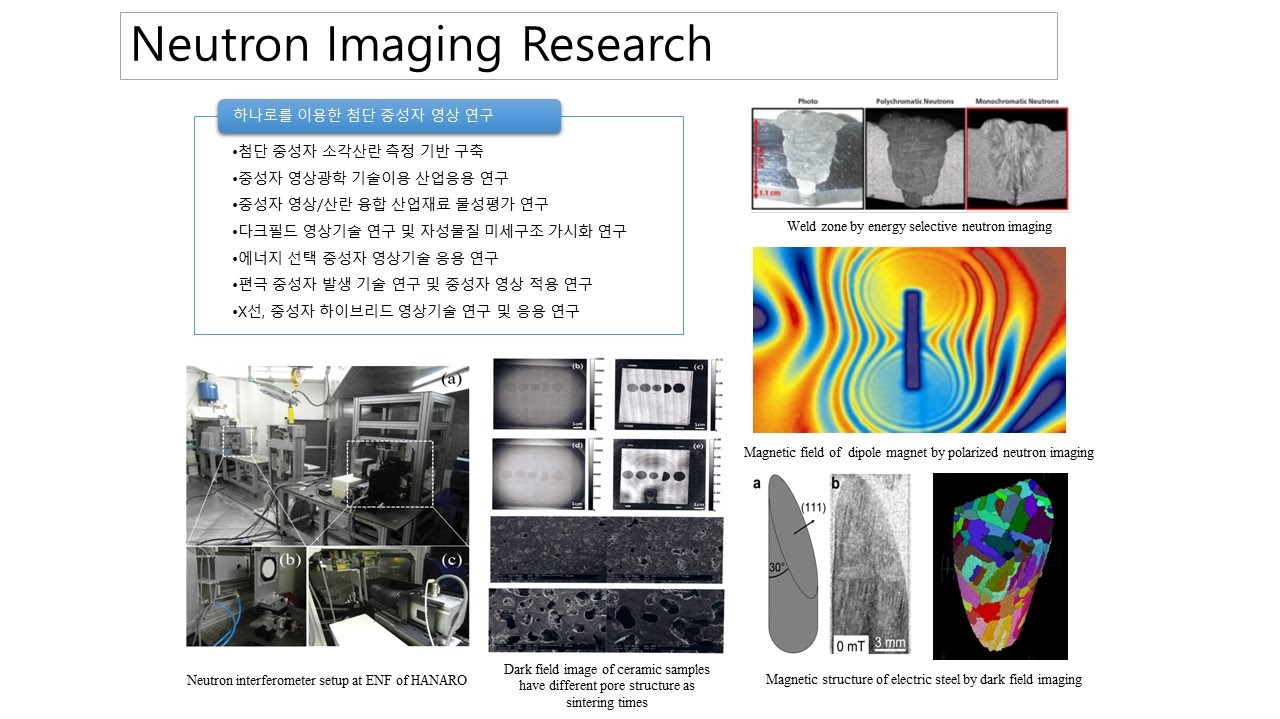 Neutron Imaging Research
하나로를 이용한 첨단 중성자 영상 연구
•첨단 중성자 소각산란 측정 기반 구축
•중성자 영상광학 기술이용 산업응용 연구
•중성자 영상/산란 융합 산업재료 물성평가 연구
•다크필드 영상기술 연구 및 자성물질 미세구조 가시화 연구
•에너지 선택 중성자 영상기술 응용 연구
•편극 중성자 발생 기술 연구 및 중성자 영상 적용 연구
•X선, 중성자 하이브리드 영상기술 연구 및 응용 연구
Photo
Polychromatic Neutrons
Monochromatic Neutrons
1.1 cm
Weld zone by energy selective neutron imaging
Magnetic field of dipole magnet by polarized neutron imaging
(a)
(b)
(c)
Neutron interferometer setup at ENF of HANARO
(b)
(c)
1cm
1cm
(d)
(e)
1cm
1cm
Dark field image of ceramic samples
have different pore structure as
sintering times
a
b
(111)
30°
0 mT
3 mm
Magnetic structure of electric steel by dark field imaging